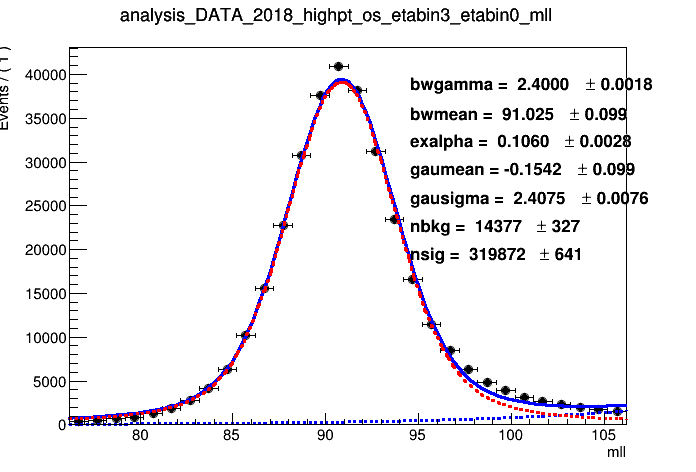 analysis_DATA_2018_highpt_os_etabin3_etabin0_mll
Events / ( 1 )
40000
35000
30000
25000
20000
15000
10000
5000
0
bwgamma = 2.4000 ± 0.0018
bwmean = 91.025 ± 0.099
exalpha = 0.1060 ± 0.0028
gaumean = -0.1542 ± 0.099
gausigma = 2.4075 ± 0.0076
nbkg = 14377 ± 327
nsig = 319872 ± 641
80 85 90 95 100 105
mll